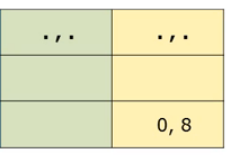 . , . . , .
0, 8